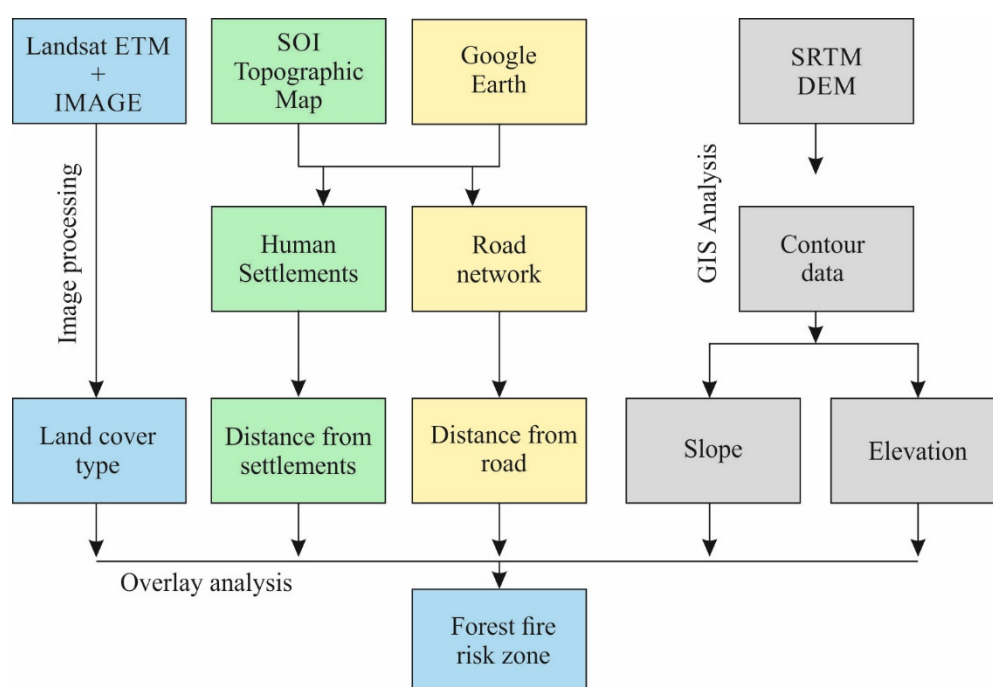 Landsat ETM
+
IMAGE
SOI
Topographic
Map
Google
Earth
SRTM
DEM
Image processing
GIS Analysis
Human
Settlements
Road
network
Contour
data
Land cover
type
Distance from
settlements
Distance from
road
Slope
Elevation
Overlay analysis
Forest fire
risk zone